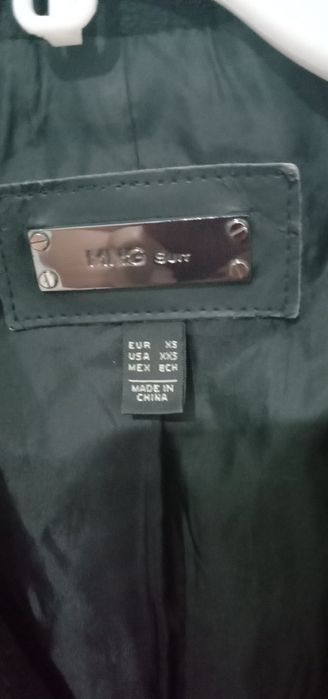 MNG SUIT
EUR XS
USA XXS
MEX ECH
MADE IN
CHINA